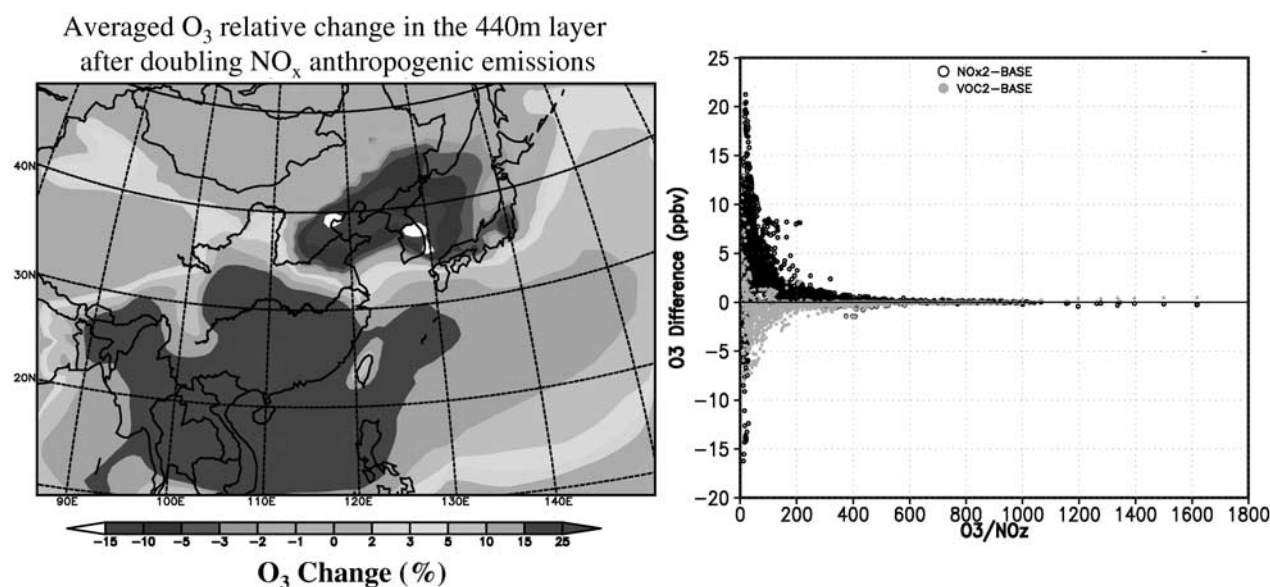 Averaged O₃ relative change in the 440m layer
after doubling NOₓ anthropogenic emissions
40N
30N
20N
90E 100E 110E 120E 130E 140E
-15 -10 -5 -3 -2 -1 0 2 3 5 10 15 25
O₃ Change (%)
NOx2-BASE
VOC2-BASE
25
20
15
10
5
0
-5
-10
-15
-20
O3 Difference (ppbv)
0 200 400 600 800 1000 1200 1400 1600 1800
O3/NOz